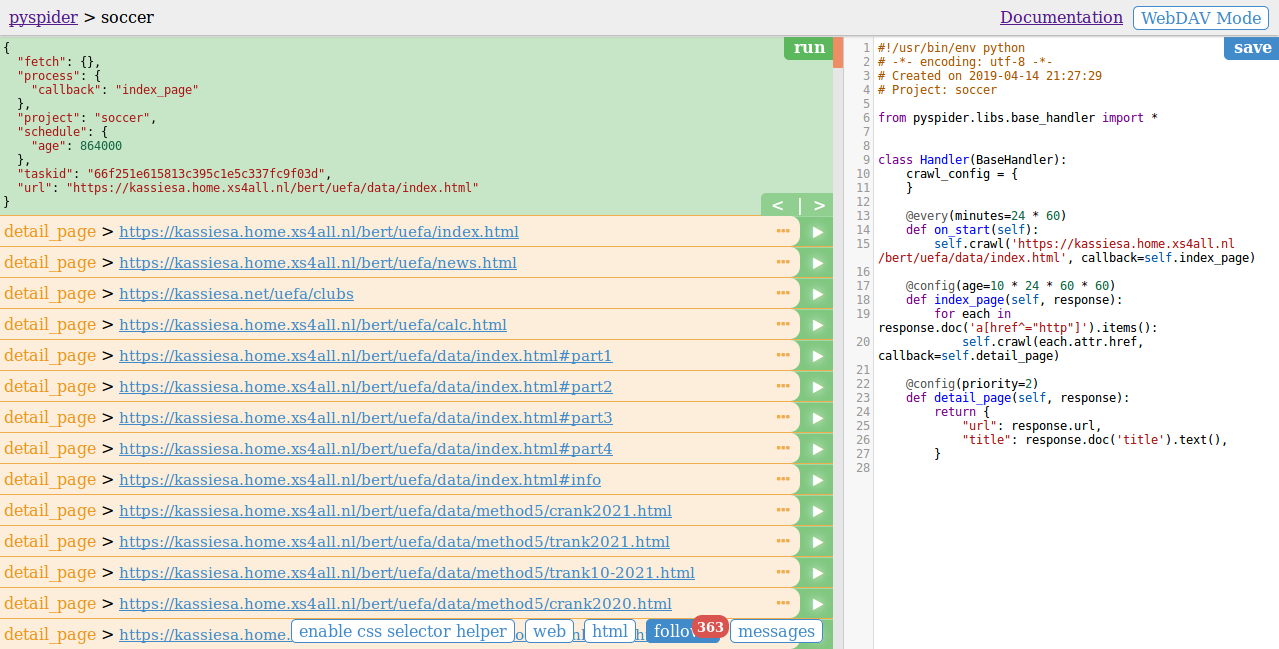 pyspider > soccer
Documentation
WebDAV Mode
{
"fetch": {},
"process": {
"callback": "index_page"
},
"project": "soccer",
"schedule": {
"age": 864000
},
"taskid": "66f251e615813c395c1e5c337fc9f03d",
"url": "https://kassiesa.home.xs4all.nl/bert/uefa/data/index.html"
}
run
< | >
detail_page > https://kassiesa.home.xs4all.nl/bert/uefa/index.html
detail_page > https://kassiesa.home.xs4all.nl/bert/uefa/news.html
detail_page > https://kassiesa.net/uefa/clubs
detail_page > https://kassiesa.home.xs4all.nl/bert/uefa/calc.html
detail_page > https://kassiesa.home.xs4all.nl/bert/uefa/data/index.html#part1
detail_page > https://kassiesa.home.xs4all.nl/bert/uefa/data/index.html#part2
detail_page > https://kassiesa.home.xs4all.nl/bert/uefa/data/index.html#part3
detail_page > https://kassiesa.home.xs4all.nl/bert/uefa/data/index.html#part4
detail_page > https://kassiesa.home.xs4all.nl/bert/uefa/data/index.html#info
detail_page > https://kassiesa.home.xs4all.nl/bert/uefa/data/method5/crank2021.html
detail_page > https://kassiesa.home.xs4all.nl/bert/uefa/data/method5/trank2021.html
detail_page > https://kassiesa.home.xs4all.nl/bert/uefa/data/method5/trank10-2021.html
detail_page > https://kassiesa.home.xs4all.nl/bert/uefa/data/method5/crank2020.html
detail_page > https://kassiesa.home.
enable css selector helper
web
html
follo
363
messages
save
1 #!/usr/bin/env python
2 # -*- encoding: utf-8 -*-
3 # Created on 2019-04-14 21:27:29
4 # Project: soccer
5
6 from pyspider.libs.base_handler import *
7
8
9 class Handler(BaseHandler):
10 crawl_config = {
11 }
12
13 @every(minutes=24 * 60)
14 def on_start(self):
15 self.crawl('https://kassiesa.home.xs4all.nl
/bert/uefa/data/index.html', callback=self.index_page)
16
17 @config(age=10 * 24 * 60 * 60)
18 def index_page(self, response):
19 for each in
response.doc('a[href^="http"]').items():
20 self.crawl(each.attr.href,
callback=self.detail_page)
21
22 @config(priority=2)
23 def detail_page(self, response):
24 return {
25 "url": response.url,
26 "title": response.doc('title').text(),
27 }
28